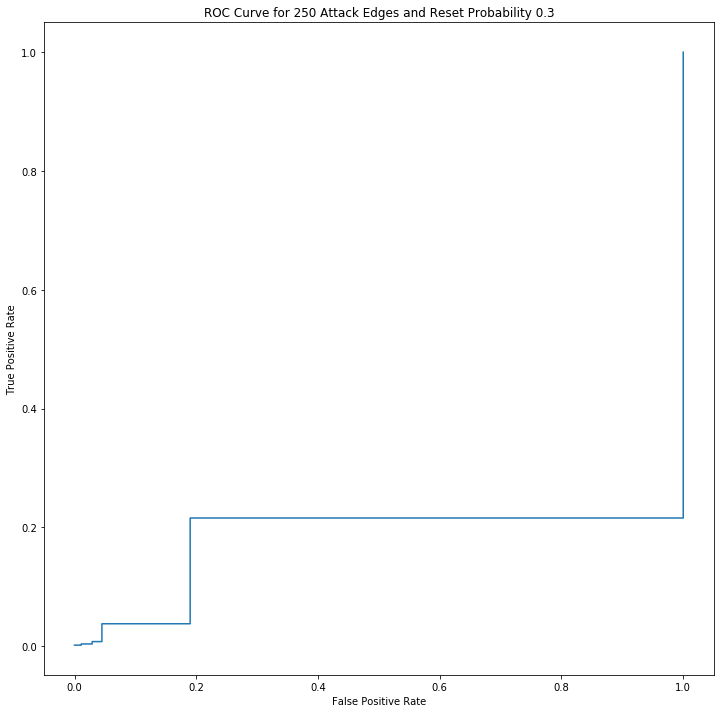 ROC Curve for 250 Attack Edges and Reset Probability 0.3
1.0
0.8
0.6
0.4
0.2
0.0
True Positive Rate
0.0 0.2 0.4 0.6 0.8 1.0
False Positive Rate